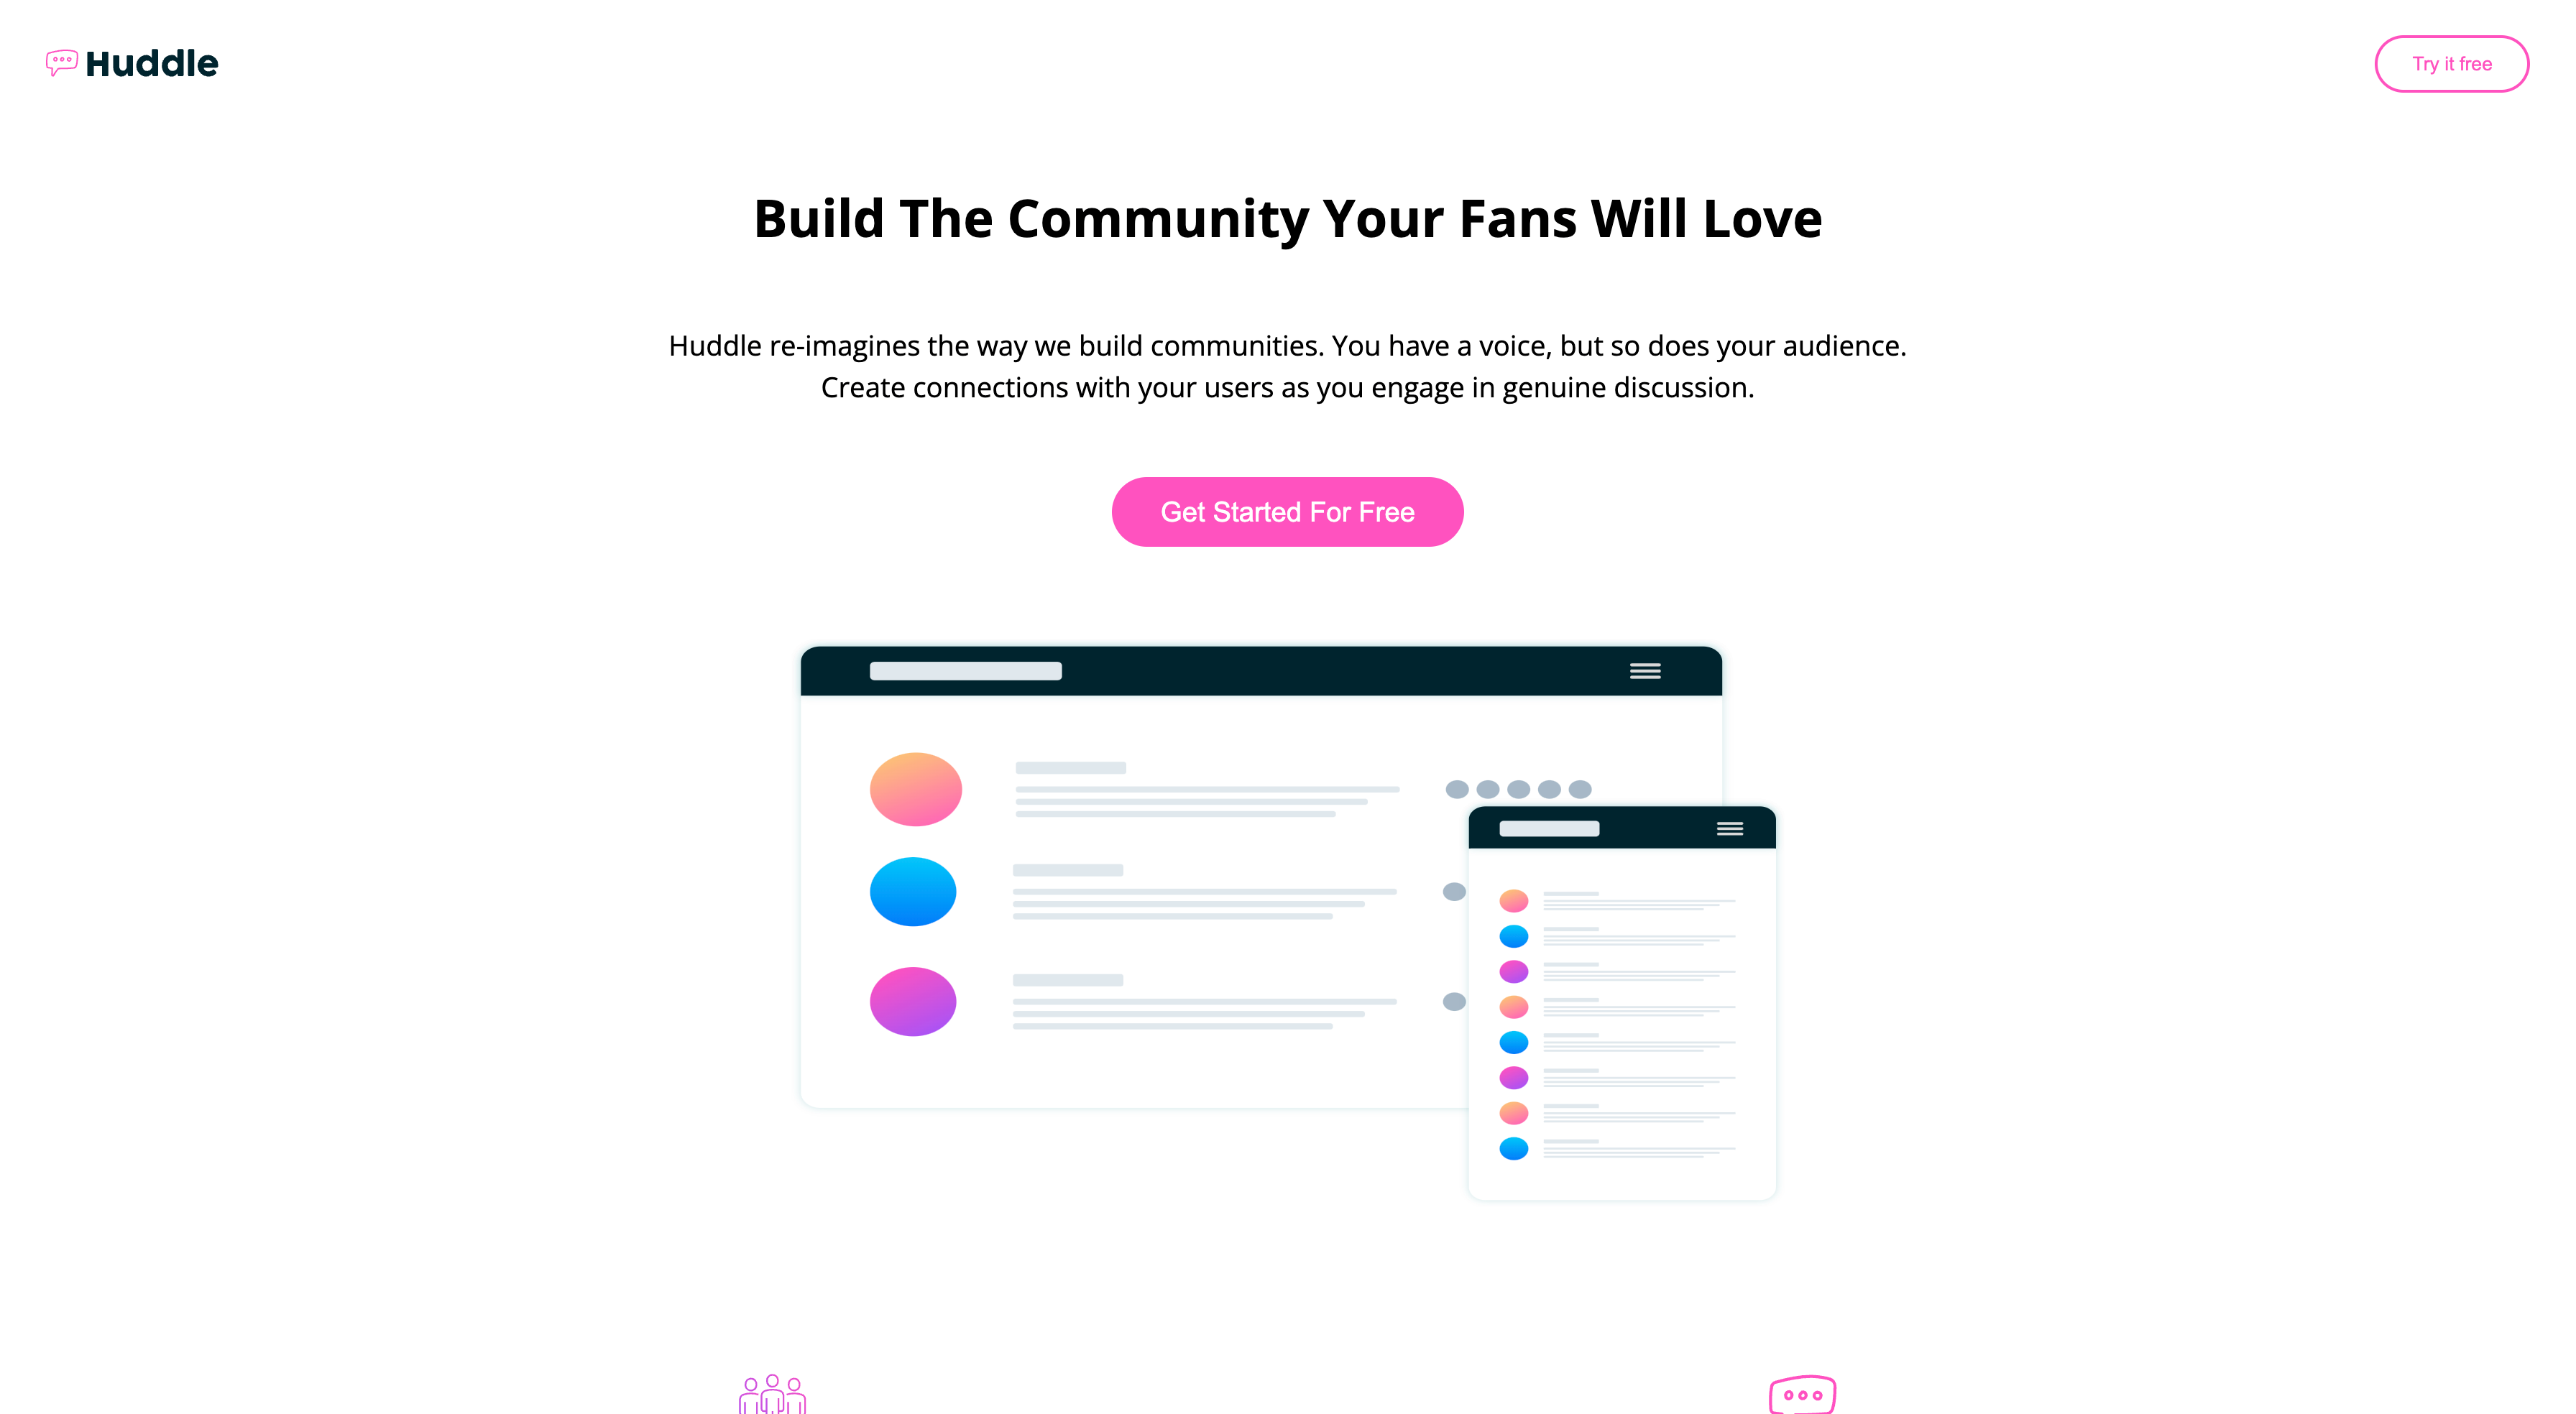 Huddle
Try it free
Build The Community Your Fans Will Love
Huddle re-imagines the way we build communities. You have a voice, but so does your audience.
Create connections with your users as you engage in genuine discussion.
Get Started For Free